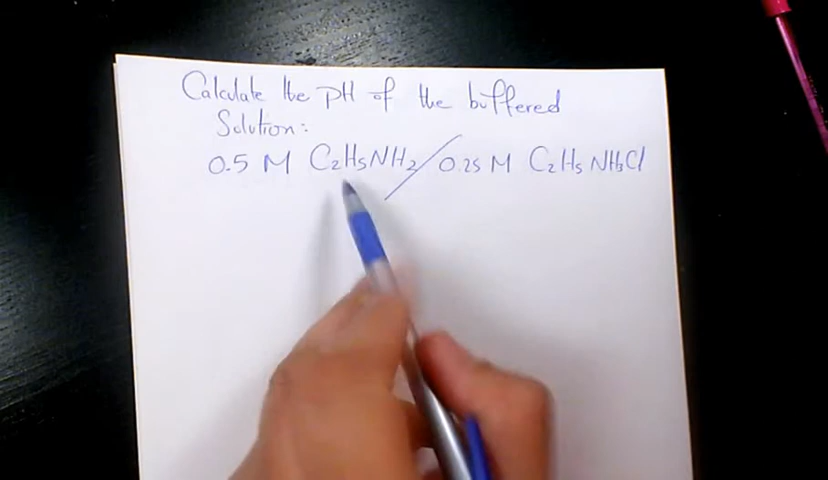 Calculate the pH of the buffered
Solution:
0.5 M C2H5NH2/0.25 M C2H5NH3Cl